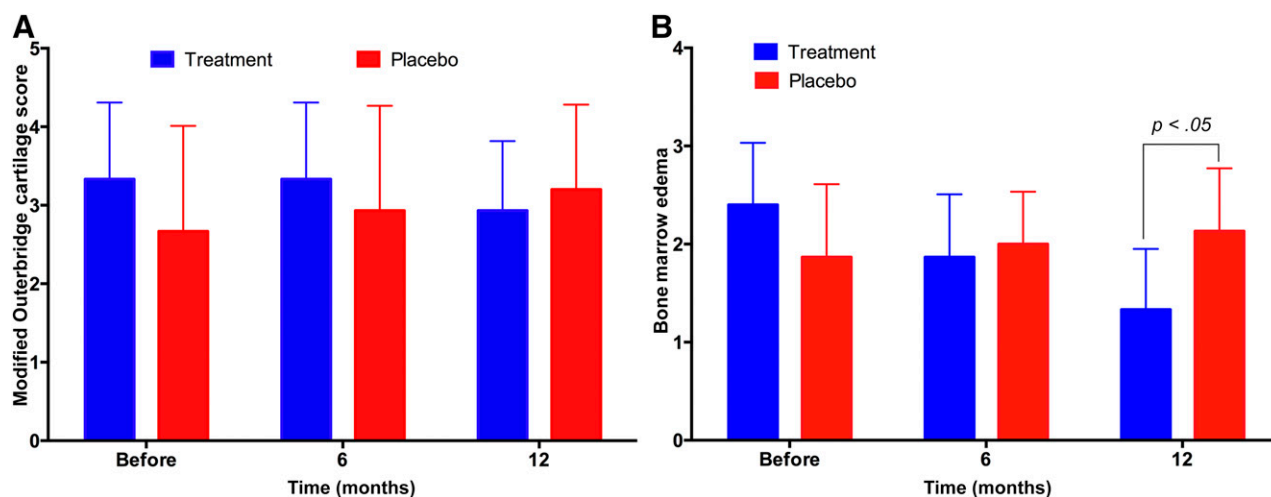 A
Treatment
Placebo
Modified Outerbridge cartilage score
5
4
3
2
1
0
Before
6
12
Time (months)
B
Treatment
Placebo
p < .05
Bone marrow edema
4
3
2
1
0
Before
6
12
Time (months)